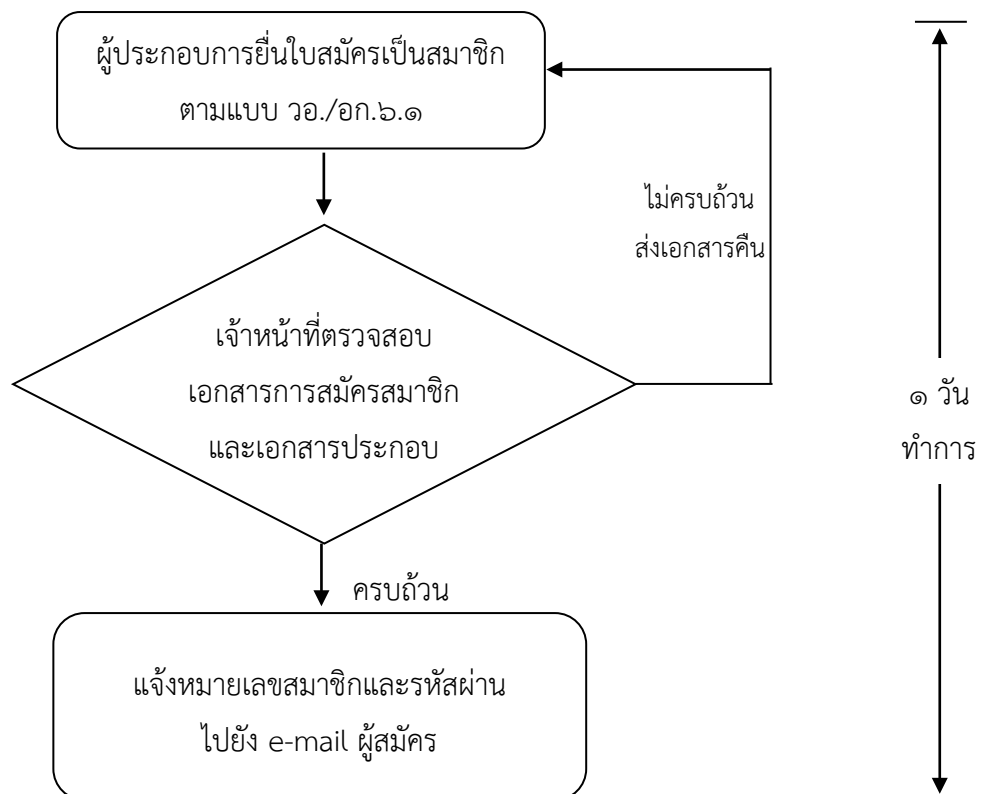 ผู้ประกอบการยื่นใบสมัครเป็นสมาชิก
ตามแบบ วอ./อก.๖.๑
ไม่ครบถ้วน
ส่งเอกสารคืน
เจ้าหน้าที่ตรวจสอบ
เอกสารการสมัครสมาชิก
และเอกสารประกอบ
๑ วัน
ทำการ
ครบถ้วน
แจ้งหมายเลขสมาชิกและรหัสผ่าน
ไปยัง e-mail ผู้สมัคร